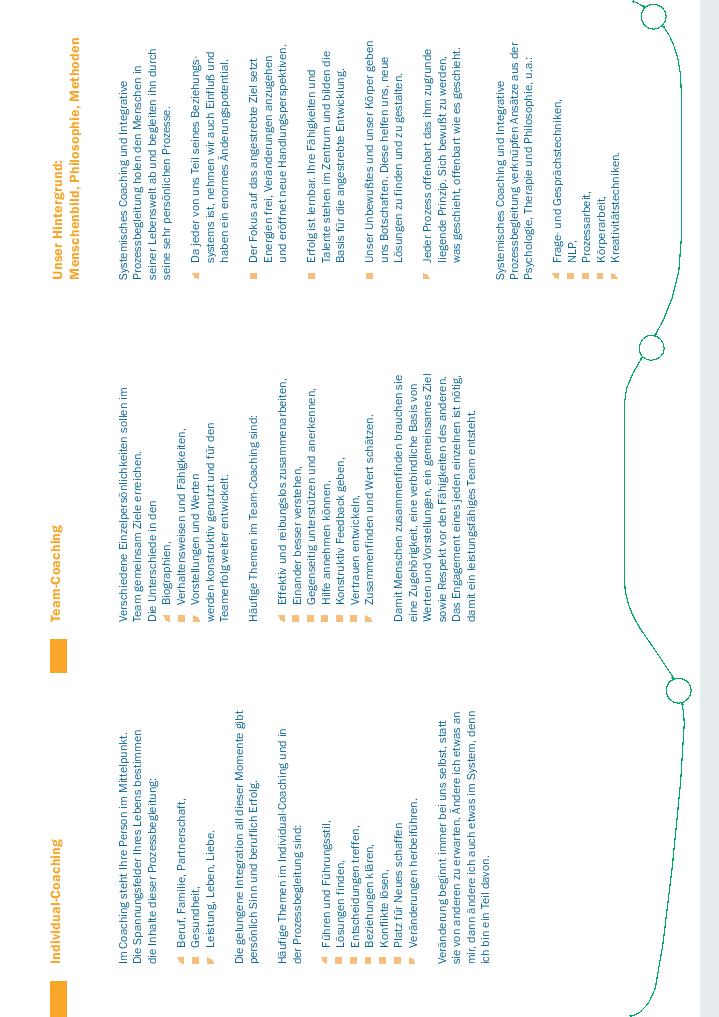 Individual-Coaching
Im Coaching steht Ihre Person im Mittelpunkt.
Die Spannungsfelder Ihres Lebens bestimmen
die Inhalte dieser Prozessbegleitung:
Beruf, Familie, Partnerschaft,
Gesundheit,
Leistung, Leben, Liebe.
Die gelungene Integration all dieser Momente gibt
persönlich Sinn und beruflich Erfolg.
Häufige Themen im Individual-Coaching und in
der Prozessbegleitung sind:
Führen und Führungsstil,
Lösungen finden,
Entscheidungen treffen,
Beziehungen klären,
Konflikte lösen,
Platz für Neues schaffen
Veränderungen herbeiführen.
Veränderung beginnt immer bei uns selbst, statt
sie von anderen zu erwarten. Ändere ich etwas an
mir, dann ändere ich auch etwas im System, denn
ich bin ein Teil davon.
Team-Coaching
Verschiedene Einzelpersönlichkeiten sollen im
Team gemeinsam Ziele erreichen.
Die Unterschiede in den
Biographien,
Verhaltensweisen und Fähigkeiten,
Vorstellungen und Werten
werden konstruktiv genutzt und für den
Teamerfolg weiter entwickelt.
Häufige Themen im Team-Coaching sind:
Effektiv und reibungslos zusammenarbeiten,
Einander besser verstehen,
Gegenseitig unterstützen und anerkennen,
Hilfe annehmen können,
Konstruktiv Feedback geben,
Vertrauen entwickeln,
Zusammenfinden und Wert schätzen.
Damit Menschen zusammenfinden brauchen sie
eine Zugehörigkeit, eine verbindliche Basis von
Werten und Vorstellungen, ein gemeinsames Ziel
sowie Respekt vor den Fähigkeiten des anderen.
Das Engagement eines jeden einzelnen ist nötig,
damit ein leistungsfähiges Team entsteht.
Unser Hintergrund:
Menschenbild, Philosophie, Methoden
Systemisches Coaching und Integrative
Prozessbegleitung holen den Menschen in
seiner Lebenswelt ab und begleiten ihn durch
seine sehr persönlichen Prozesse.
Da jeder von uns Teil seines Beziehungs-
systems ist, nehmen wir auch Einfluß und
haben ein enormes Änderungspotential.
Der Fokus auf das angestrebte Ziel setzt
Energien frei, Veränderungen anzugehen
und eröffnet neue Handlungsperspektiven.
Erfolg ist lernbar. Ihre Fähigkeiten und
Talente stehen im Zentrum und bilden die
Basis für die angestrebte Entwicklung.
Unser Unbewußtes und unser Körper geben
uns Botschaften. Diese helfen uns, neue
Lösungen zu finden und zu gestalten.
Jeder Prozess offenbart das ihm zugrunde
liegende Prinzip. Sich bewußt zu werden,
was geschieht, offenbart wie es geschieht.
Systemisches Coaching und Integrative
Prozessbegleitung verknüpfen Ansätze aus der
Psychologie, Therapie und Philosophie, u.a.:
Frage- und Gesprächstechniken,
NLP,
Prozessarbeit,
Körperarbeit,
Kreativitätstechniken.